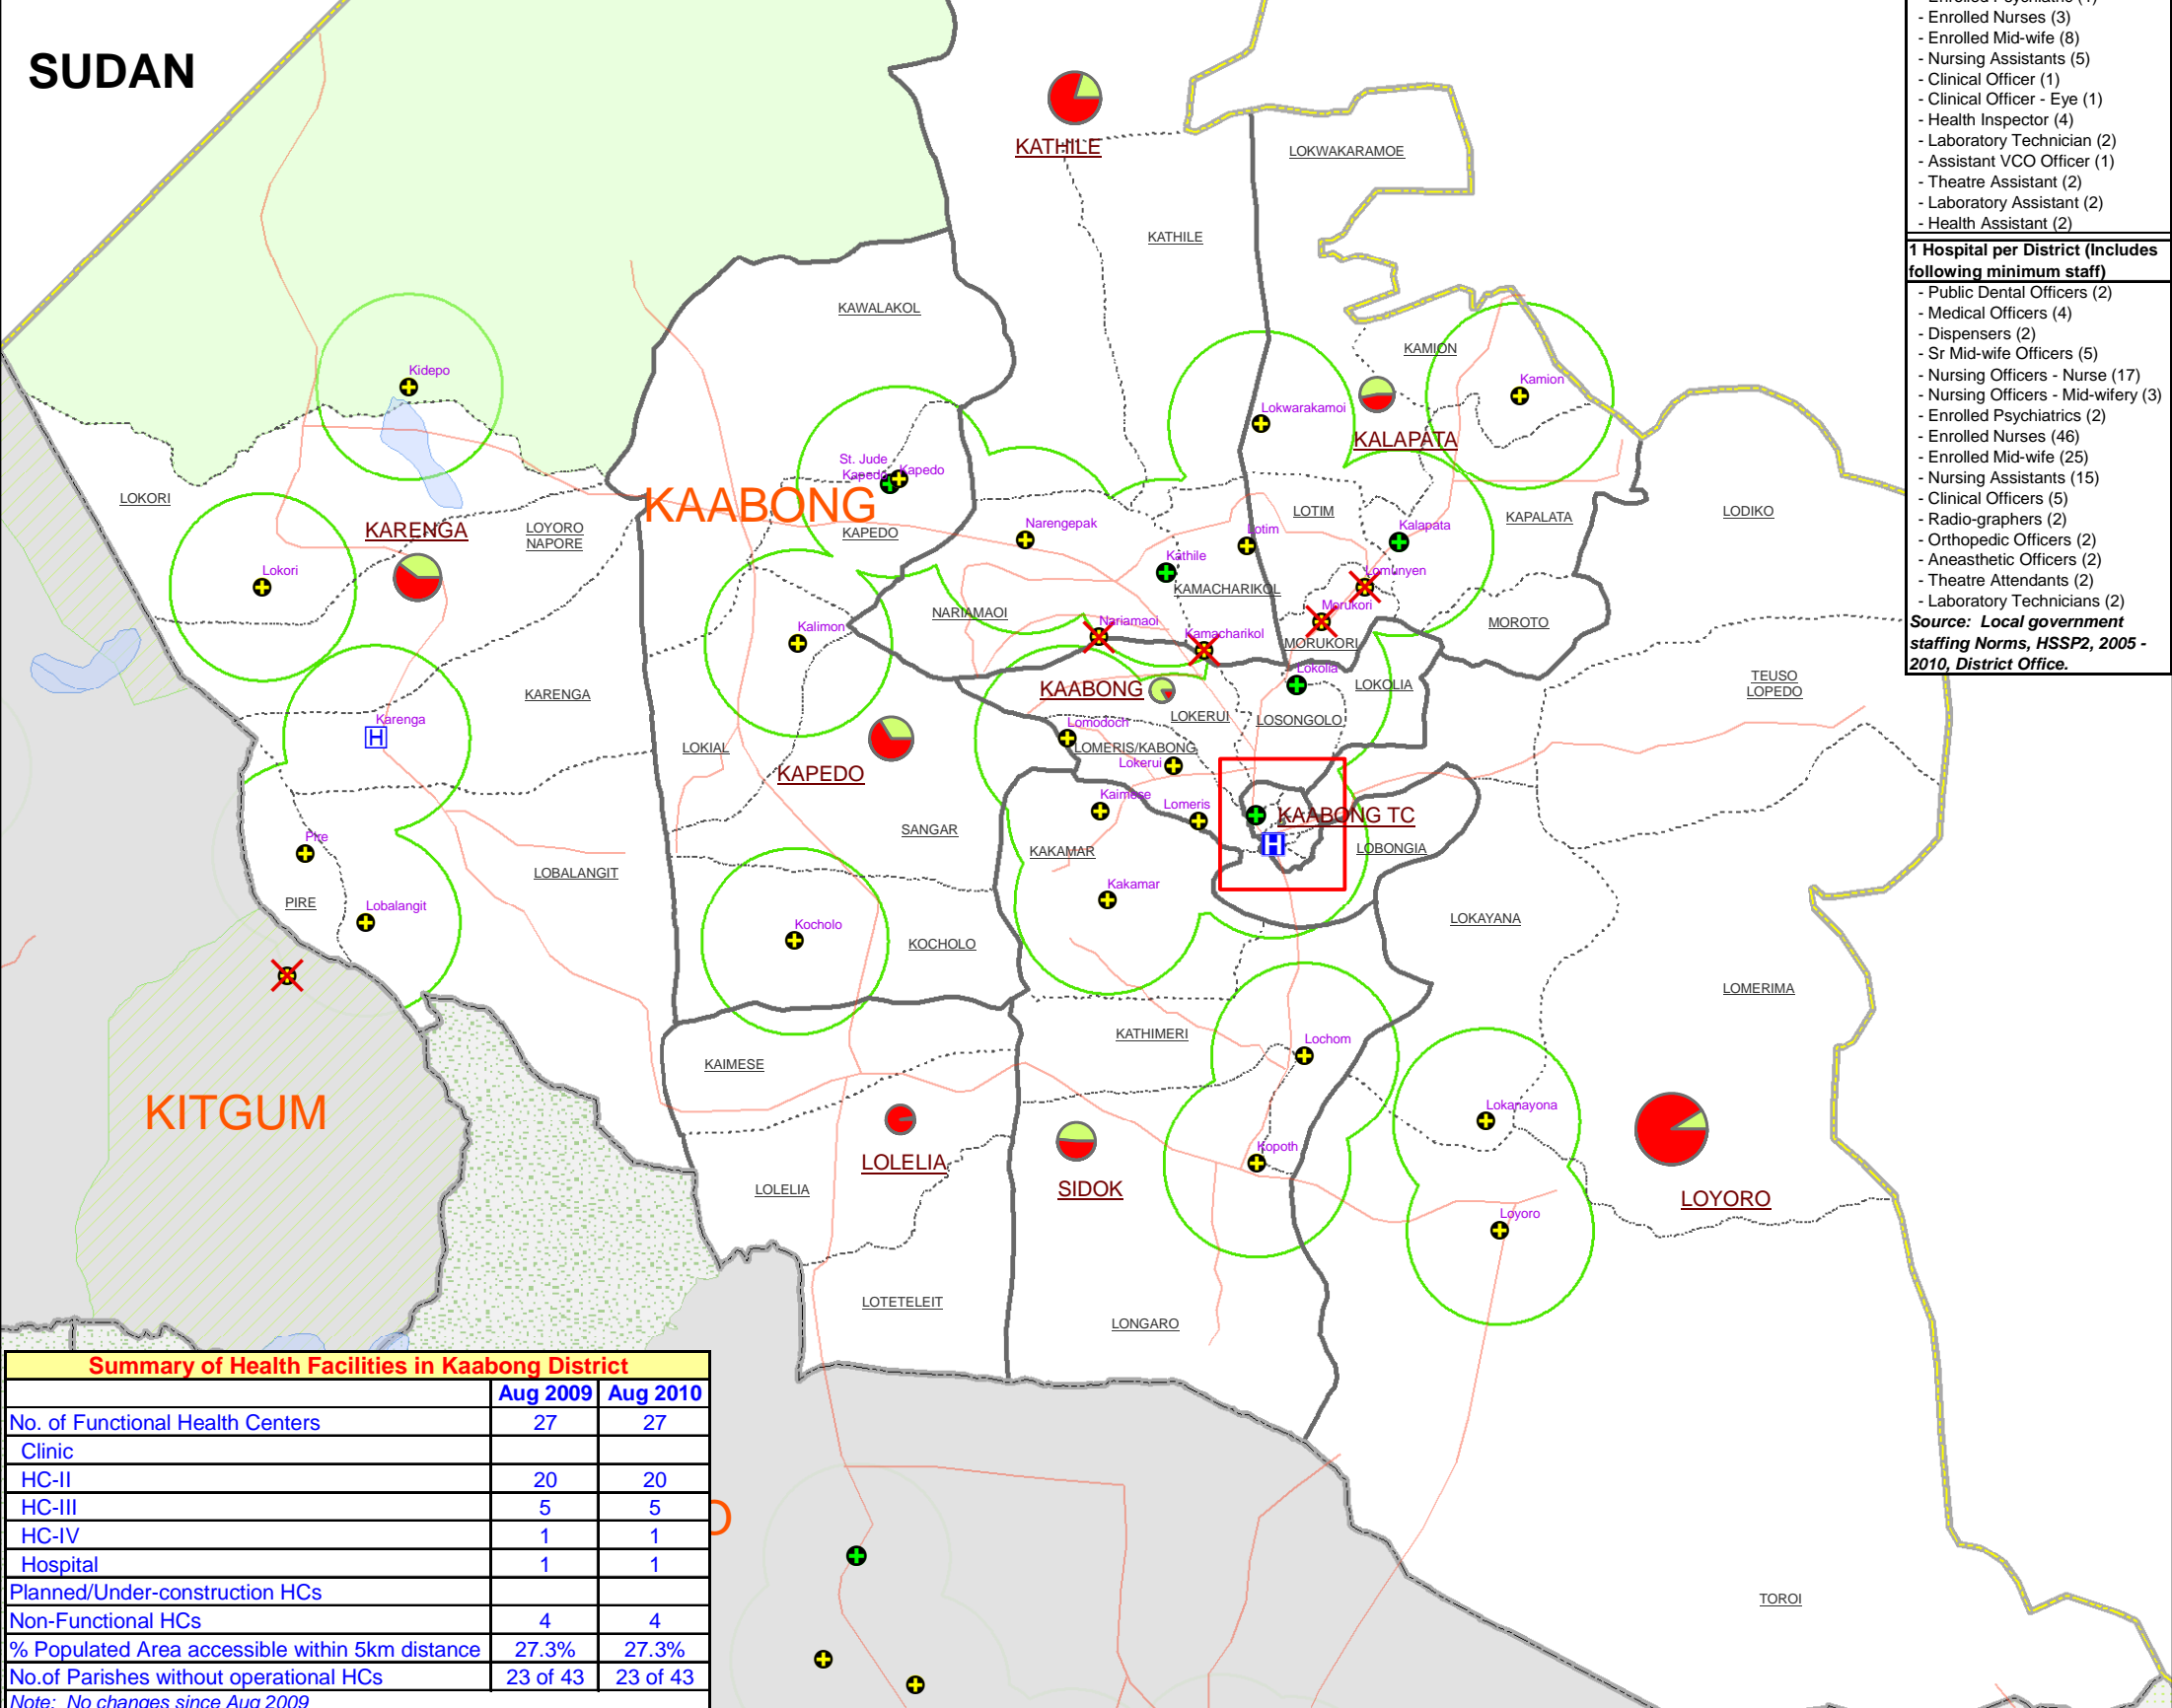 SUDAN
- Enrolled Nurses (3)
- Enrolled Mid-wife (8)
- Nursing Assistants (5)
- Clinical Officer (1)
- Clinical Officer - Eye (1)
- Health Inspector (4)
- Laboratory Technician (2)
- Assistant VCO Officer (1)
- Theatre Assistant (2)
- Laboratory Assistant (2)
- Health Assistant (2)
1 Hospital per District (Includes
following minimum staff)
- Public Dental Officers (2)
- Medical Officers (4)
- Dispensers (2)
- Sr Mid-wife Officers (5)
- Nursing Officers - Nurse (17)
- Nursing Officers - Mid-wifery (3)
- Enrolled Psychiatrics (2)
- Enrolled Nurses (46)
- Enrolled Mid-wife (25)
- Nursing Assistants (15)
- Clinical Officers (5)
- Radio-graphers (2)
- Orthopedic Officers (2)
- Aneasthetic Officers (2)
- Theatre Attendants (2)
- Laboratory Technicians (2)
Source: Local government
staffing Norms, HSSP2, 2005 -
2010, District Office.
KATHILE
LOKWAKARAMOE
KATHILE
KAWALAKOL
KAMION
Kidepo
Kamion
Lokwarakamoi
KALAPATA
St. Jude
Kapedo
Kapedo
KAABONG
LOKORI
KARENGA
LOYORO
NAPORE
KAPEDO
Narengepak
Lotim
LOTIM
Kalapata
KAPALATA
LODIKO
Kathile
KAMACHARIKOL
Lomunyen
Lokori
NARIAMAOI
Nariamaoi
Kamacharikol
Morukori
MORUKORI
MOROTO
Kalimon
KAABONG
Lokolia
LOKOLIA
TEUSO
LOPEDO
KARENGA
Karenga
H
LOKIAL
KAPEDO
Lomodoch
LOKERUI
LOSONGOLO
LOMERIS/KABONG
Lokerui
Kaimese
Lomeris
KAABONG TC
H
LOBONGIA
SANGAR
KAKAMAR
Kakamar
Pire
PIRE
LOBALANGIT
Lobalangit
Kocholo
KOCHOLO
LOKAYANA
LOMERIMA
KATHIMERI
Lochom
KAIMESE
KITGUM
Lokanayona
LOLELIA
LOLELIA
SIDOK
Kopoth
LOYORO
Loyoro
LOTETELEIT
LONGARO
TOROI
Summary of Health Facilities in Kaabong District
Aug 2009 Aug 2010
No. of Functional Health Centers 27 27
Clinic
HC-II 20 20
HC-III 5 5
HC-IV 1 1
Hospital 1 1
Planned/Under-construction HCs
Non-Functional HCs 4 4
% Populated Area accessible within 5km distance 27.3% 27.3%
No.of Parishes without operational HCs 23 of 43 23 of 43
Note: No changes since Aug 2009